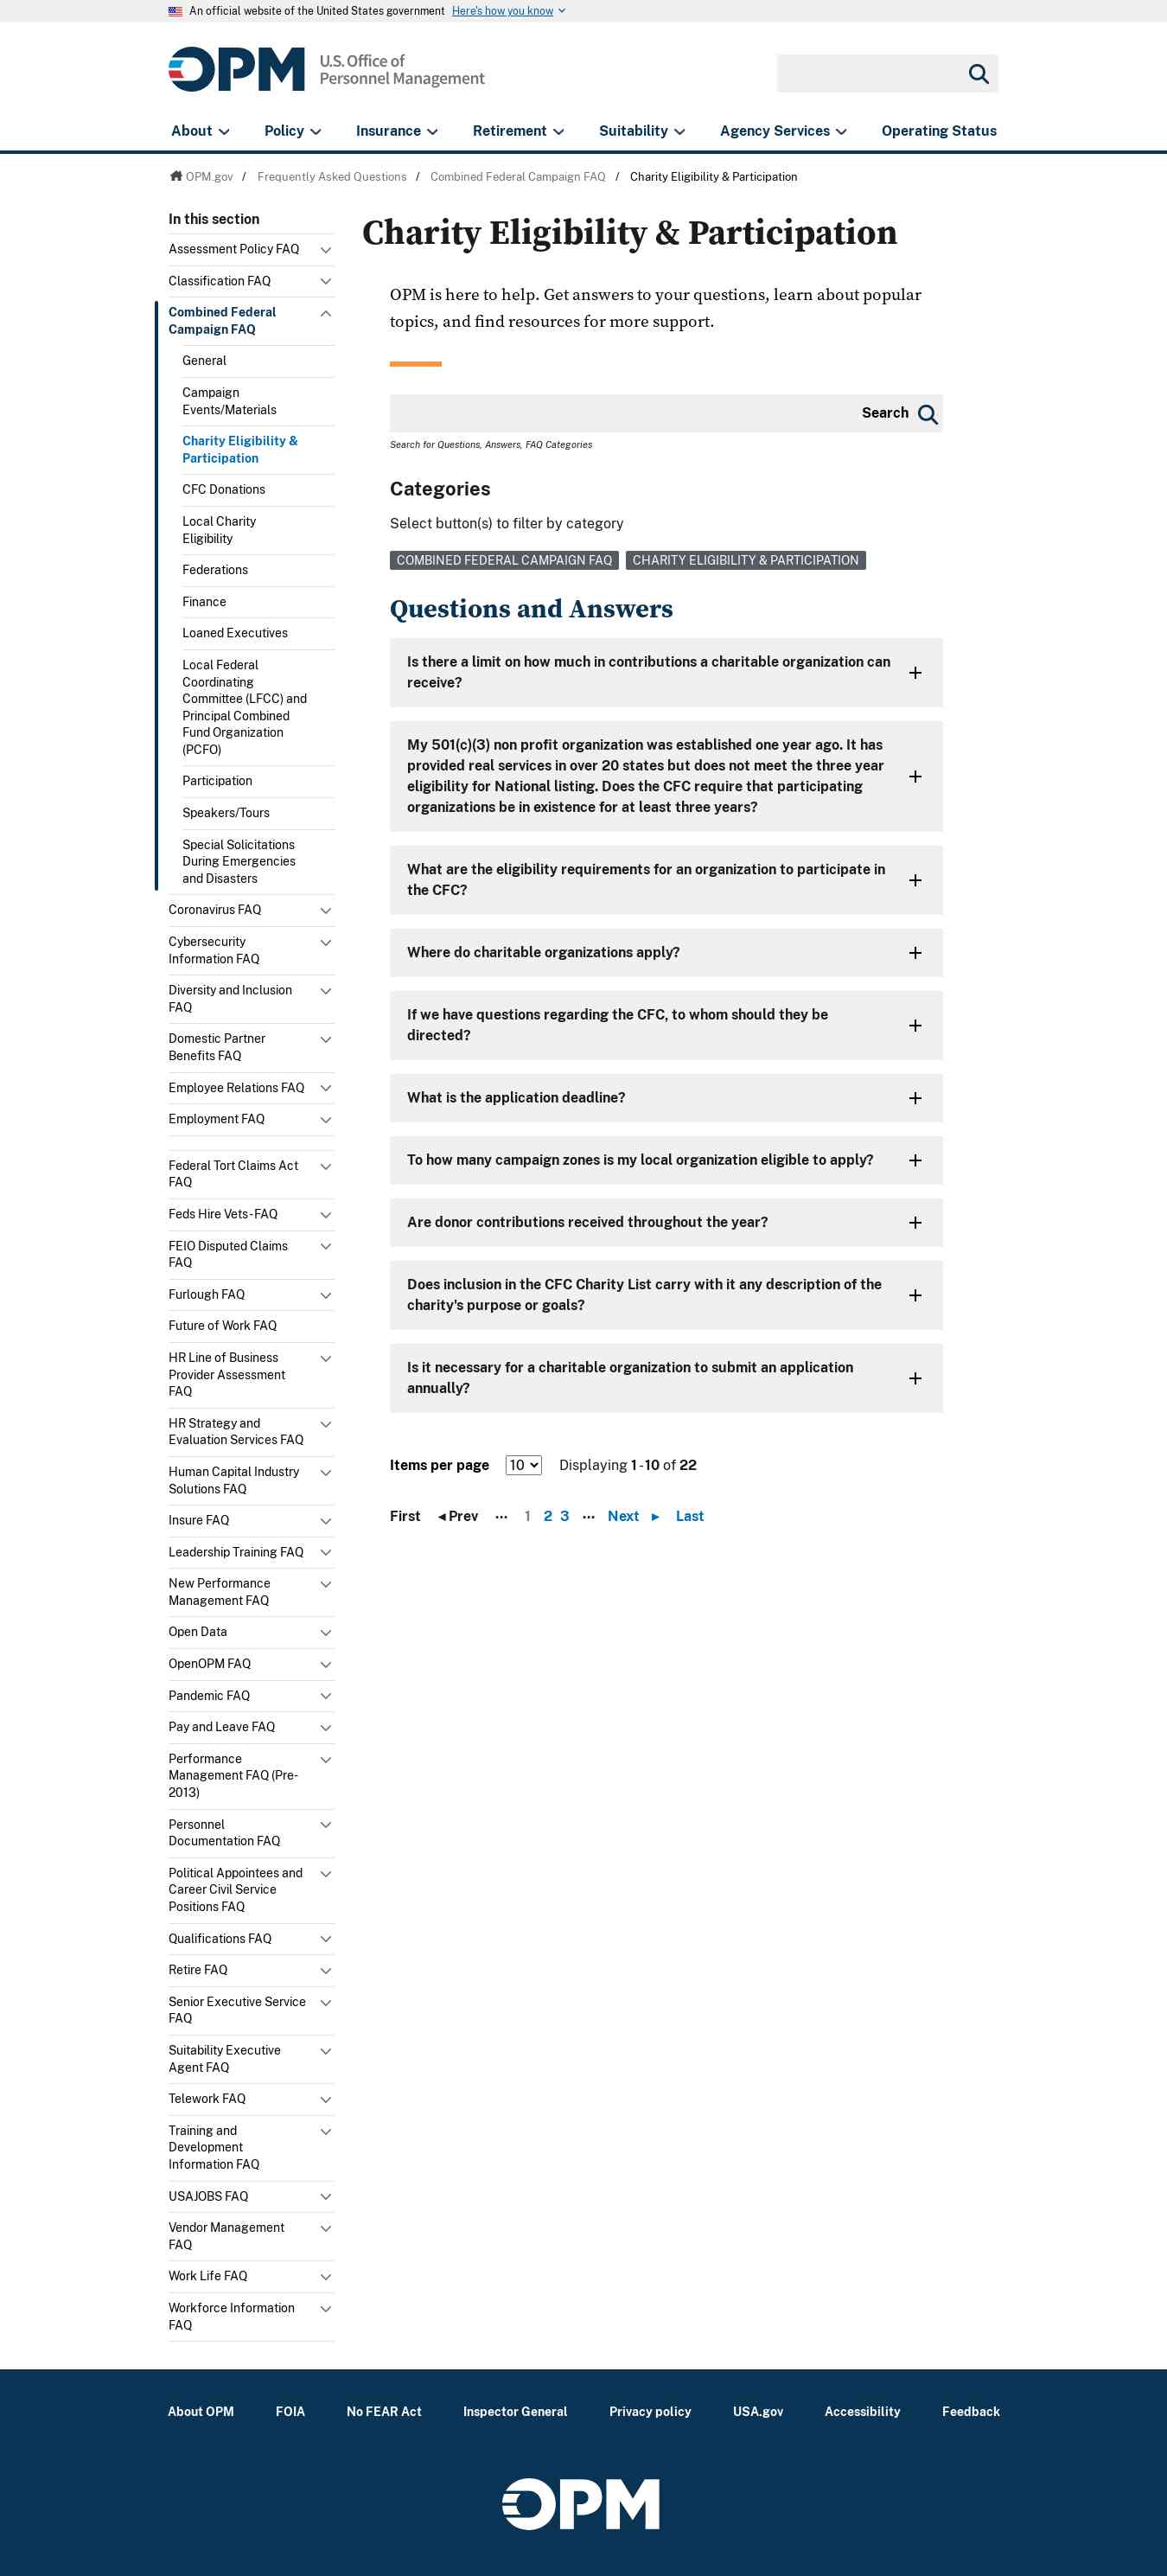 An official website of the United States government Here's how you know
OPM U.S. Office of
Personnel Management
About Policy Insurance Retirement Suitability Agency Services Operating Status
OPM.gov / Frequently Asked Questions / Combined Federal Campaign FAQ / Charity Eligibility & Participation
In this section
Assessment Policy FAQ
Classification FAQ
Combined Federal
Campaign FAQ
General
Campaign
Events/Materials
Charity Eligibility &
Participation
CFC Donations
Local Charity
Eligibility
Federations
Finance
Loaned Executives
Local Federal
Coordinating
Committee (LFCC) and
Principal Combined
Fund Organization
(PCFO)
Participation
Speakers/Tours
Special Solicitations
During Emergencies
and Disasters
Coronavirus FAQ
Cybersecurity
Information FAQ
Diversity and Inclusion
FAQ
Domestic Partner
Benefits FAQ
Employee Relations FAQ
Employment FAQ
Federal Tort Claims Act
FAQ
Feds Hire Vets-FAQ
FEIO Disputed Claims
FAQ
Furlough FAQ
Future of Work FAQ
HR Line of Business
Provider Assessment
FAQ
HR Strategy and
Evaluation Services FAQ
Human Capital Industry
Solutions FAQ
Insure FAQ
Leadership Training FAQ
New Performance
Management FAQ
Open Data
OpenOPM FAQ
Pandemic FAQ
Pay and Leave FAQ
Performance
Management FAQ (Pre-
2013)
Personnel
Documentation FAQ
Political Appointees and
Career Civil Service
Positions FAQ
Qualifications FAQ
Retire FAQ
Senior Executive Service
FAQ
Suitability Executive
Agent FAQ
Telework FAQ
Training and
Development
Information FAQ
USAJOBS FAQ
Vendor Management
FAQ
Work Life FAQ
Workforce Information
FAQ
Charity Eligibility & Participation
OPM is here to help. Get answers to your questions, learn about popular
topics, and find resources for more support.
Search
Search for Questions, Answers, FAQ Categories
Categories
Select button(s) to filter by category
COMBINED FEDERAL CAMPAIGN FAQ CHARITY ELIGIBILITY & PARTICIPATION
Questions and Answers
Is there a limit on how much in contributions a charitable organization can
receive?
My 501(c)(3) non profit organization was established one year ago. It has
provided real services in over 20 states but does not meet the three year
eligibility for National listing. Does the CFC require that participating
organizations be in existence for at least three years?
What are the eligibility requirements for an organization to participate in
the CFC?
Where do charitable organizations apply?
If we have questions regarding the CFC, to whom should they be
directed?
What is the application deadline?
To how many campaign zones is my local organization eligible to apply?
Are donor contributions received throughout the year?
Does inclusion in the CFC Charity List carry with it any description of the
charity's purpose or goals?
Is it necessary for a charitable organization to submit an application
annually?
Items per page 10 Displaying 1 - 10 of 22
First ◂ Prev ··· 1 2 3 ··· Next ▸ Last
About OPM FOIA No FEAR Act Inspector General Privacy policy USA.gov Accessibility Feedback
OPM